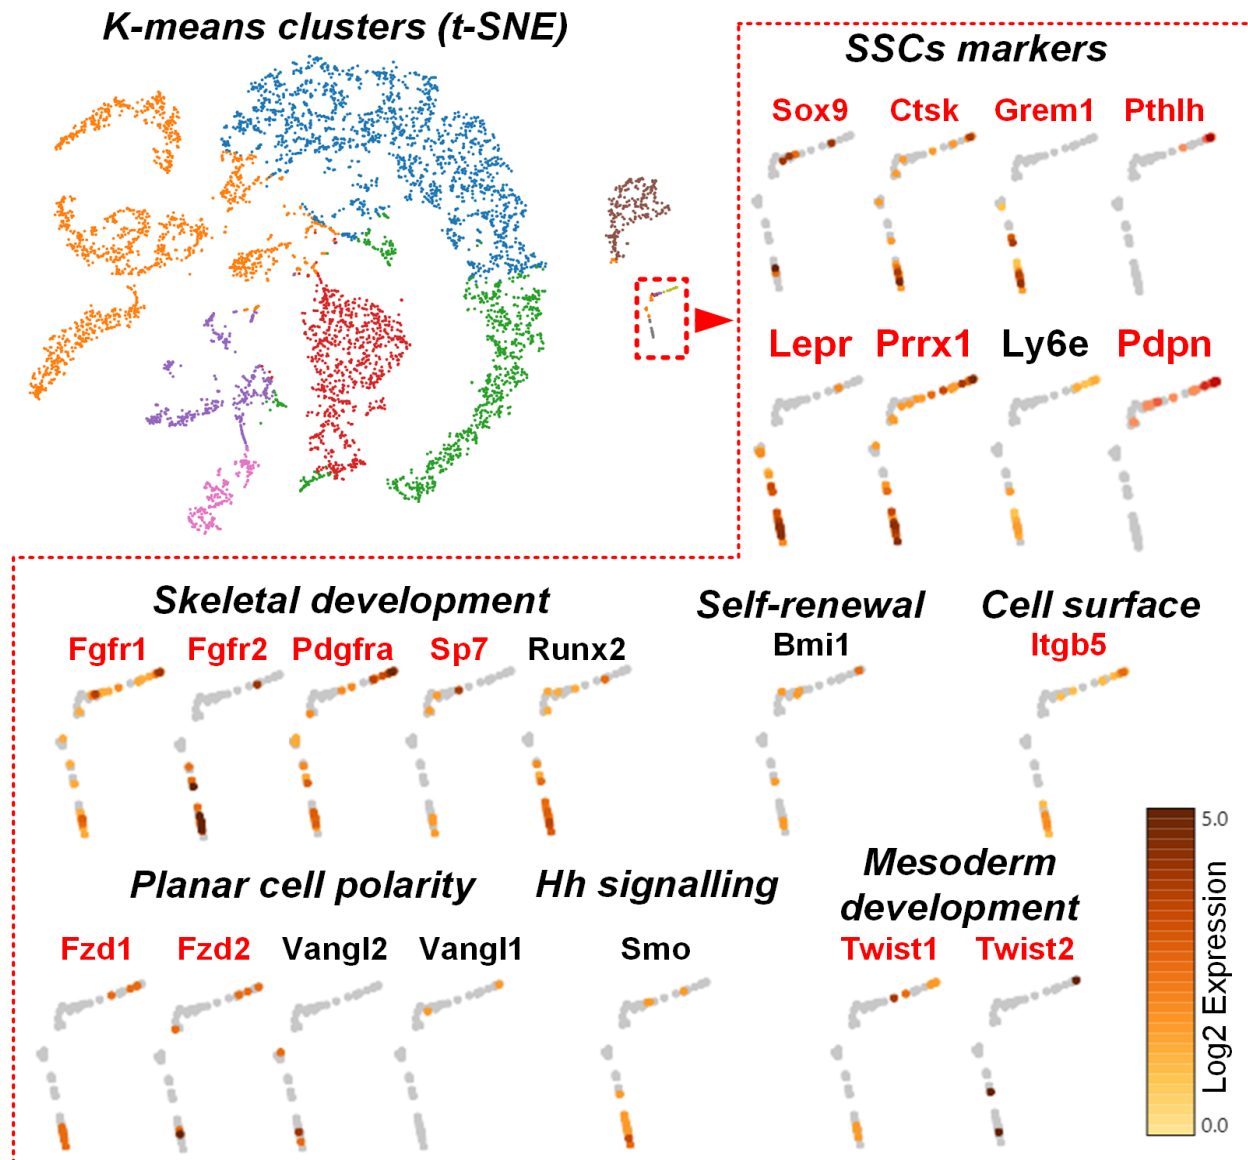 K-means clusters (t-SNE)
SSCs markers
Sox9 Ctsk Grem1 Pthlh
Lepr Prrx1 Ly6e Pdpn
Skeletal development
Fgfr1 Fgfr2 Pdgfra Sp7 Runx2
Self-renewal
Bmi1
Cell surface
Itgb5
Planar cell polarity
Fzd1 Fzd2 Vangl2 Vangl1
Hh signalling
Smo
Mesoderm
development
Twist1 Twist2
5.0
Log2 Expression
0.0